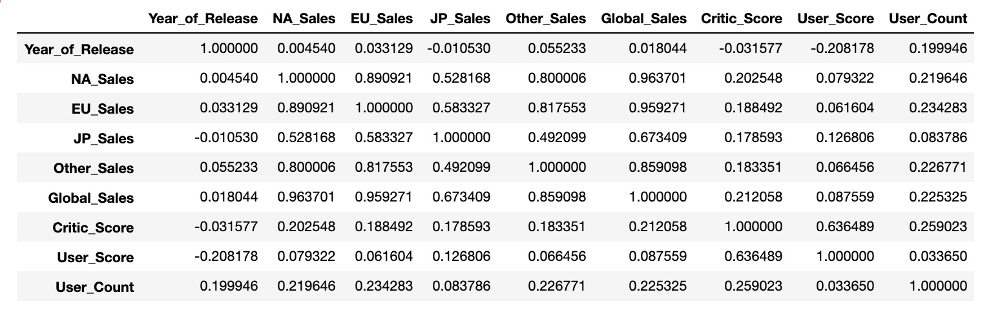 Year_of_Release NA_Sales EU_Sales JP_Sales Other_Sales Global_Sales Critic_Score User_Score User_Count
Year_of_Release 1.000000 0.004540 0.033129 -0.010530 0.055233 0.018044 -0.031577 -0.208178 0.199946
NA_Sales 0.004540 1.000000 0.890921 0.528168 0.800006 0.963701 0.202548 0.079322 0.219646
EU_Sales 0.033129 0.890921 1.000000 0.583327 0.817553 0.959271 0.188492 0.061604 0.234283
JP_Sales -0.010530 0.528168 0.583327 1.000000 0.492099 0.673409 0.178593 0.126806 0.083786
Other_Sales 0.055233 0.800006 0.817553 0.492099 1.000000 0.859098 0.183351 0.066456 0.226771
Global_Sales 0.018044 0.963701 0.959271 0.673409 0.859098 1.000000 0.212058 0.087559 0.225325
Critic_Score -0.031577 0.202548 0.188492 0.178593 0.183351 0.212058 1.000000 0.636489 0.259023
User_Score -0.208178 0.079322 0.061604 0.126806 0.066456 0.087559 0.636489 1.000000 0.033650
User_Count 0.199946 0.219646 0.234283 0.083786 0.226771 0.225325 0.259023 0.033650 1.000000